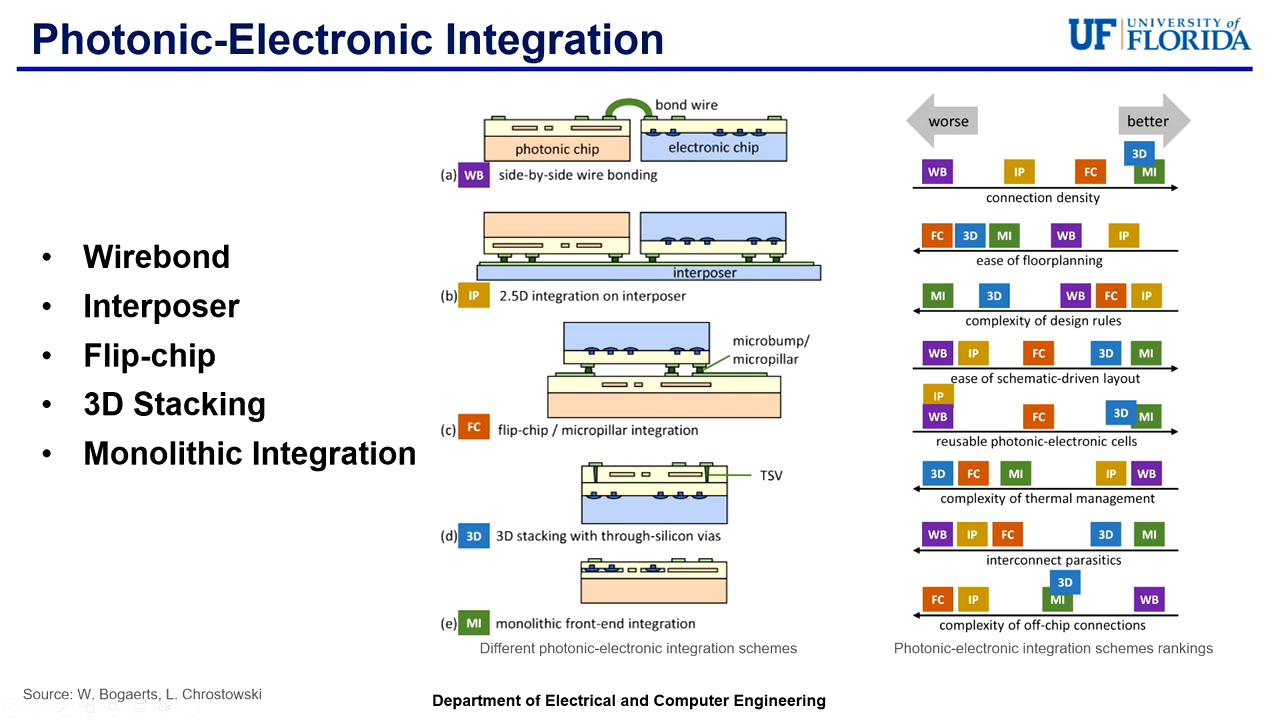 Photonic-Electronic Integration
UF UNIVERSITY of
FLORIDA
• Wirebond
• Interposer
• Flip-chip
• 3D Stacking
• Monolithic Integration
bond wire
photonic chip
electronic chip
(a) WB side-by-side wire bonding
interposer
(b) IP 2.5D integration on interposer
microbump/
micropillar
(c) FC flip-chip / micropillar integration
TSV
(d) 3D 3D stacking with through-silicon vias
(e) MI monolithic front-end integration
Different photonic-electronic integration schemes
worse
better
3D
WB IP FC MI
connection density
FC 3D MI WB IP
ease of floorplanning
MI 3D WB FC IP
complexity of design rules
WB IP FC 3D MI
ease of schematic-driven layout
IP
WB FC 3D MI
reusable photonic-electronic cells
3D FC MI IP WB
complexity of thermal management
WB IP FC 3D MI
interconnect parasitics
3D
FC IP MI WB
complexity of off-chip connections
Photonic-electronic integration schemes rankings
Source: W. Bogaerts, L. Chrostowski
Department of Electrical and Computer Engineering